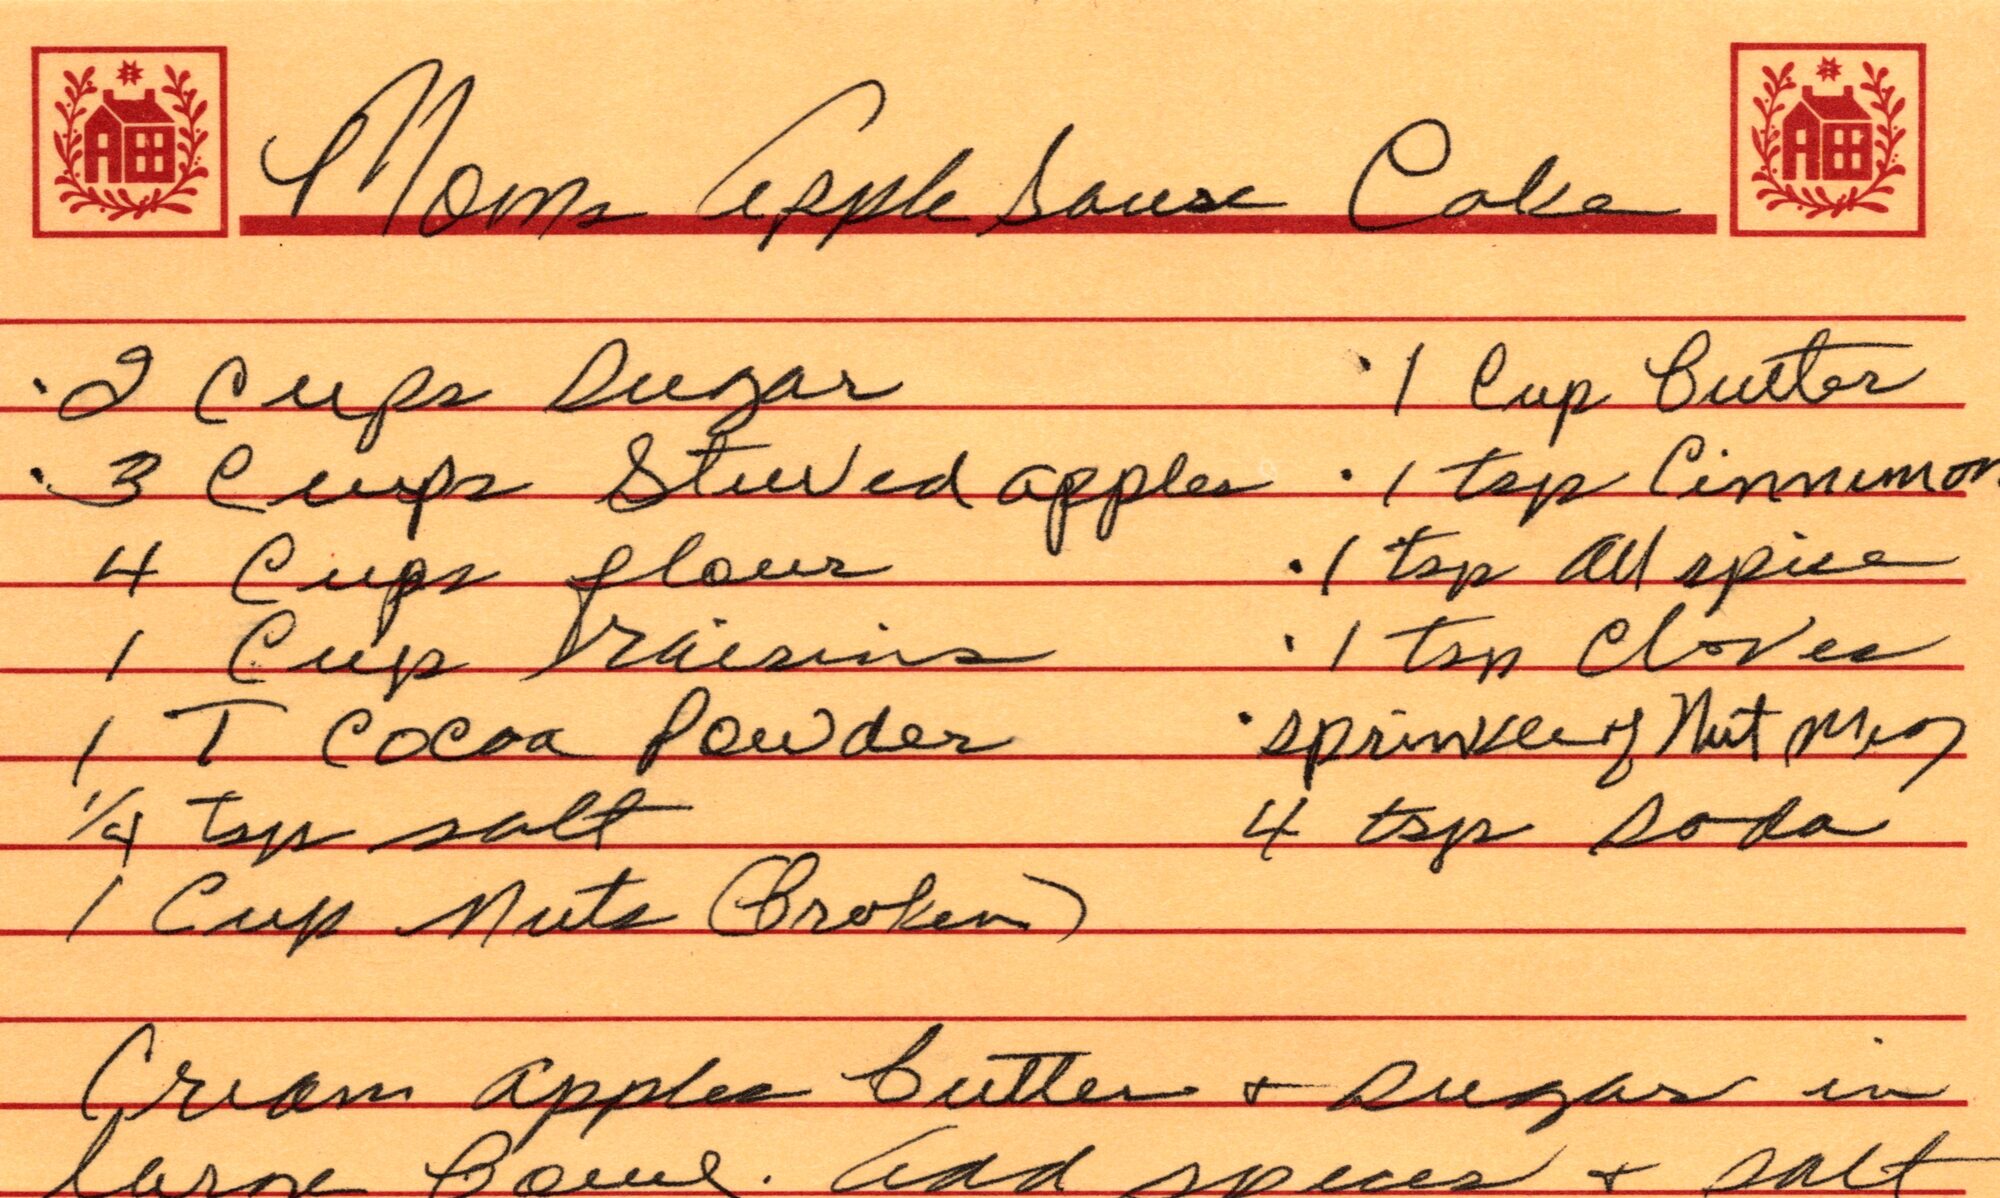 Moms Apple Sause Cake
· 2 Cups Sugar · 1 Cup Butter
· 3 Cups Stewed apples · 1 tsp Cinnumon
4 Cups flour · 1 tsp All spice
1 Cup raisins · 1 tsp Cloves
1 T Cocoa Powder · sprinkle of Nut Meg
1/4 tsp salt 4 tsp Soda
1 Cup Nuts (Broken)
Cream apples butter + Sugar in
large Bowl. Add spices + salt